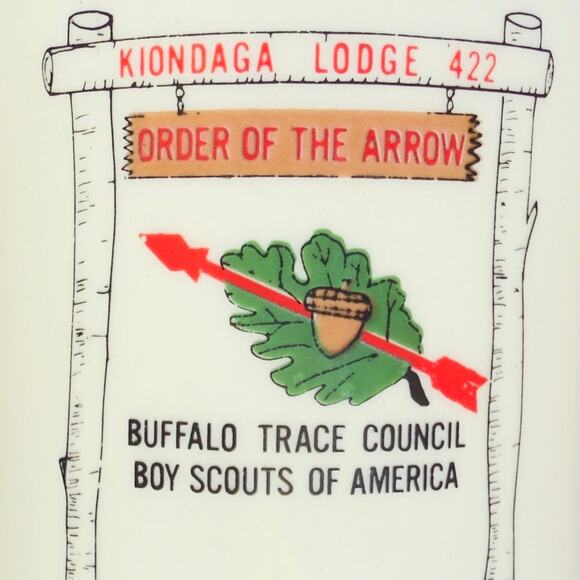 KIONDAGA LODGE 422
ORDER OF THE ARROW
BUFFALO TRACE COUNCIL
BOY SCOUTS OF AMERICA